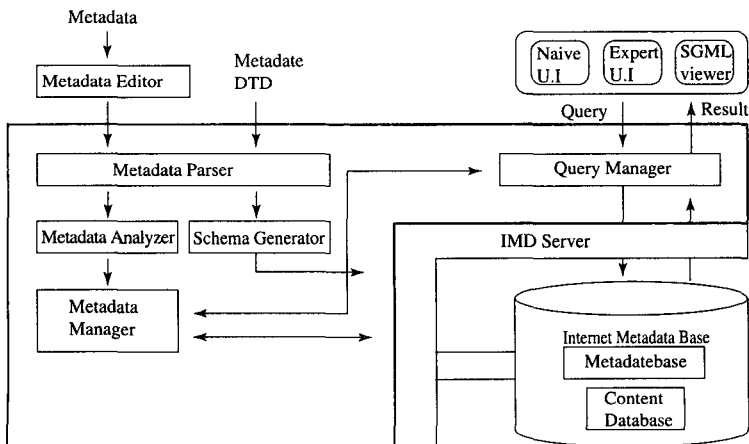 Metadata
Metadata Editor
Metadate
DTD
Naive
U.I
Expert
U.I
SGML
viewer
Query
Result
Metadata Parser
Query Manager
Metadata Analyzer
Schema Generator
IMD Server
Metadata
Manager
Internet Metadata Base
Metadatebase
Content
Database